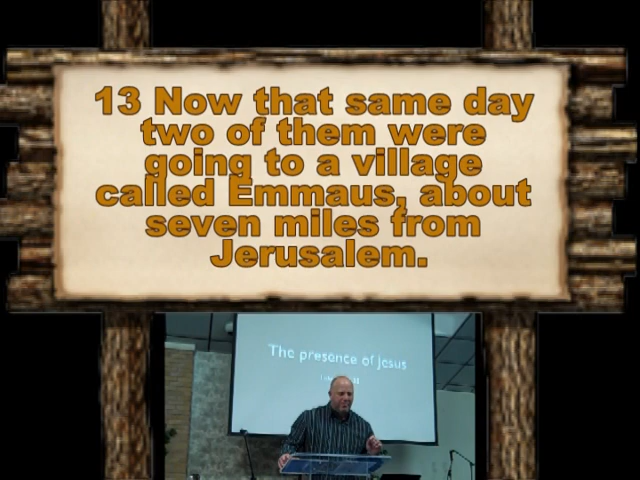 13 Now that same day
two of them were
going to a village
called Emmaus, about
seven miles from
Jerusalem.
The presence of Jesus